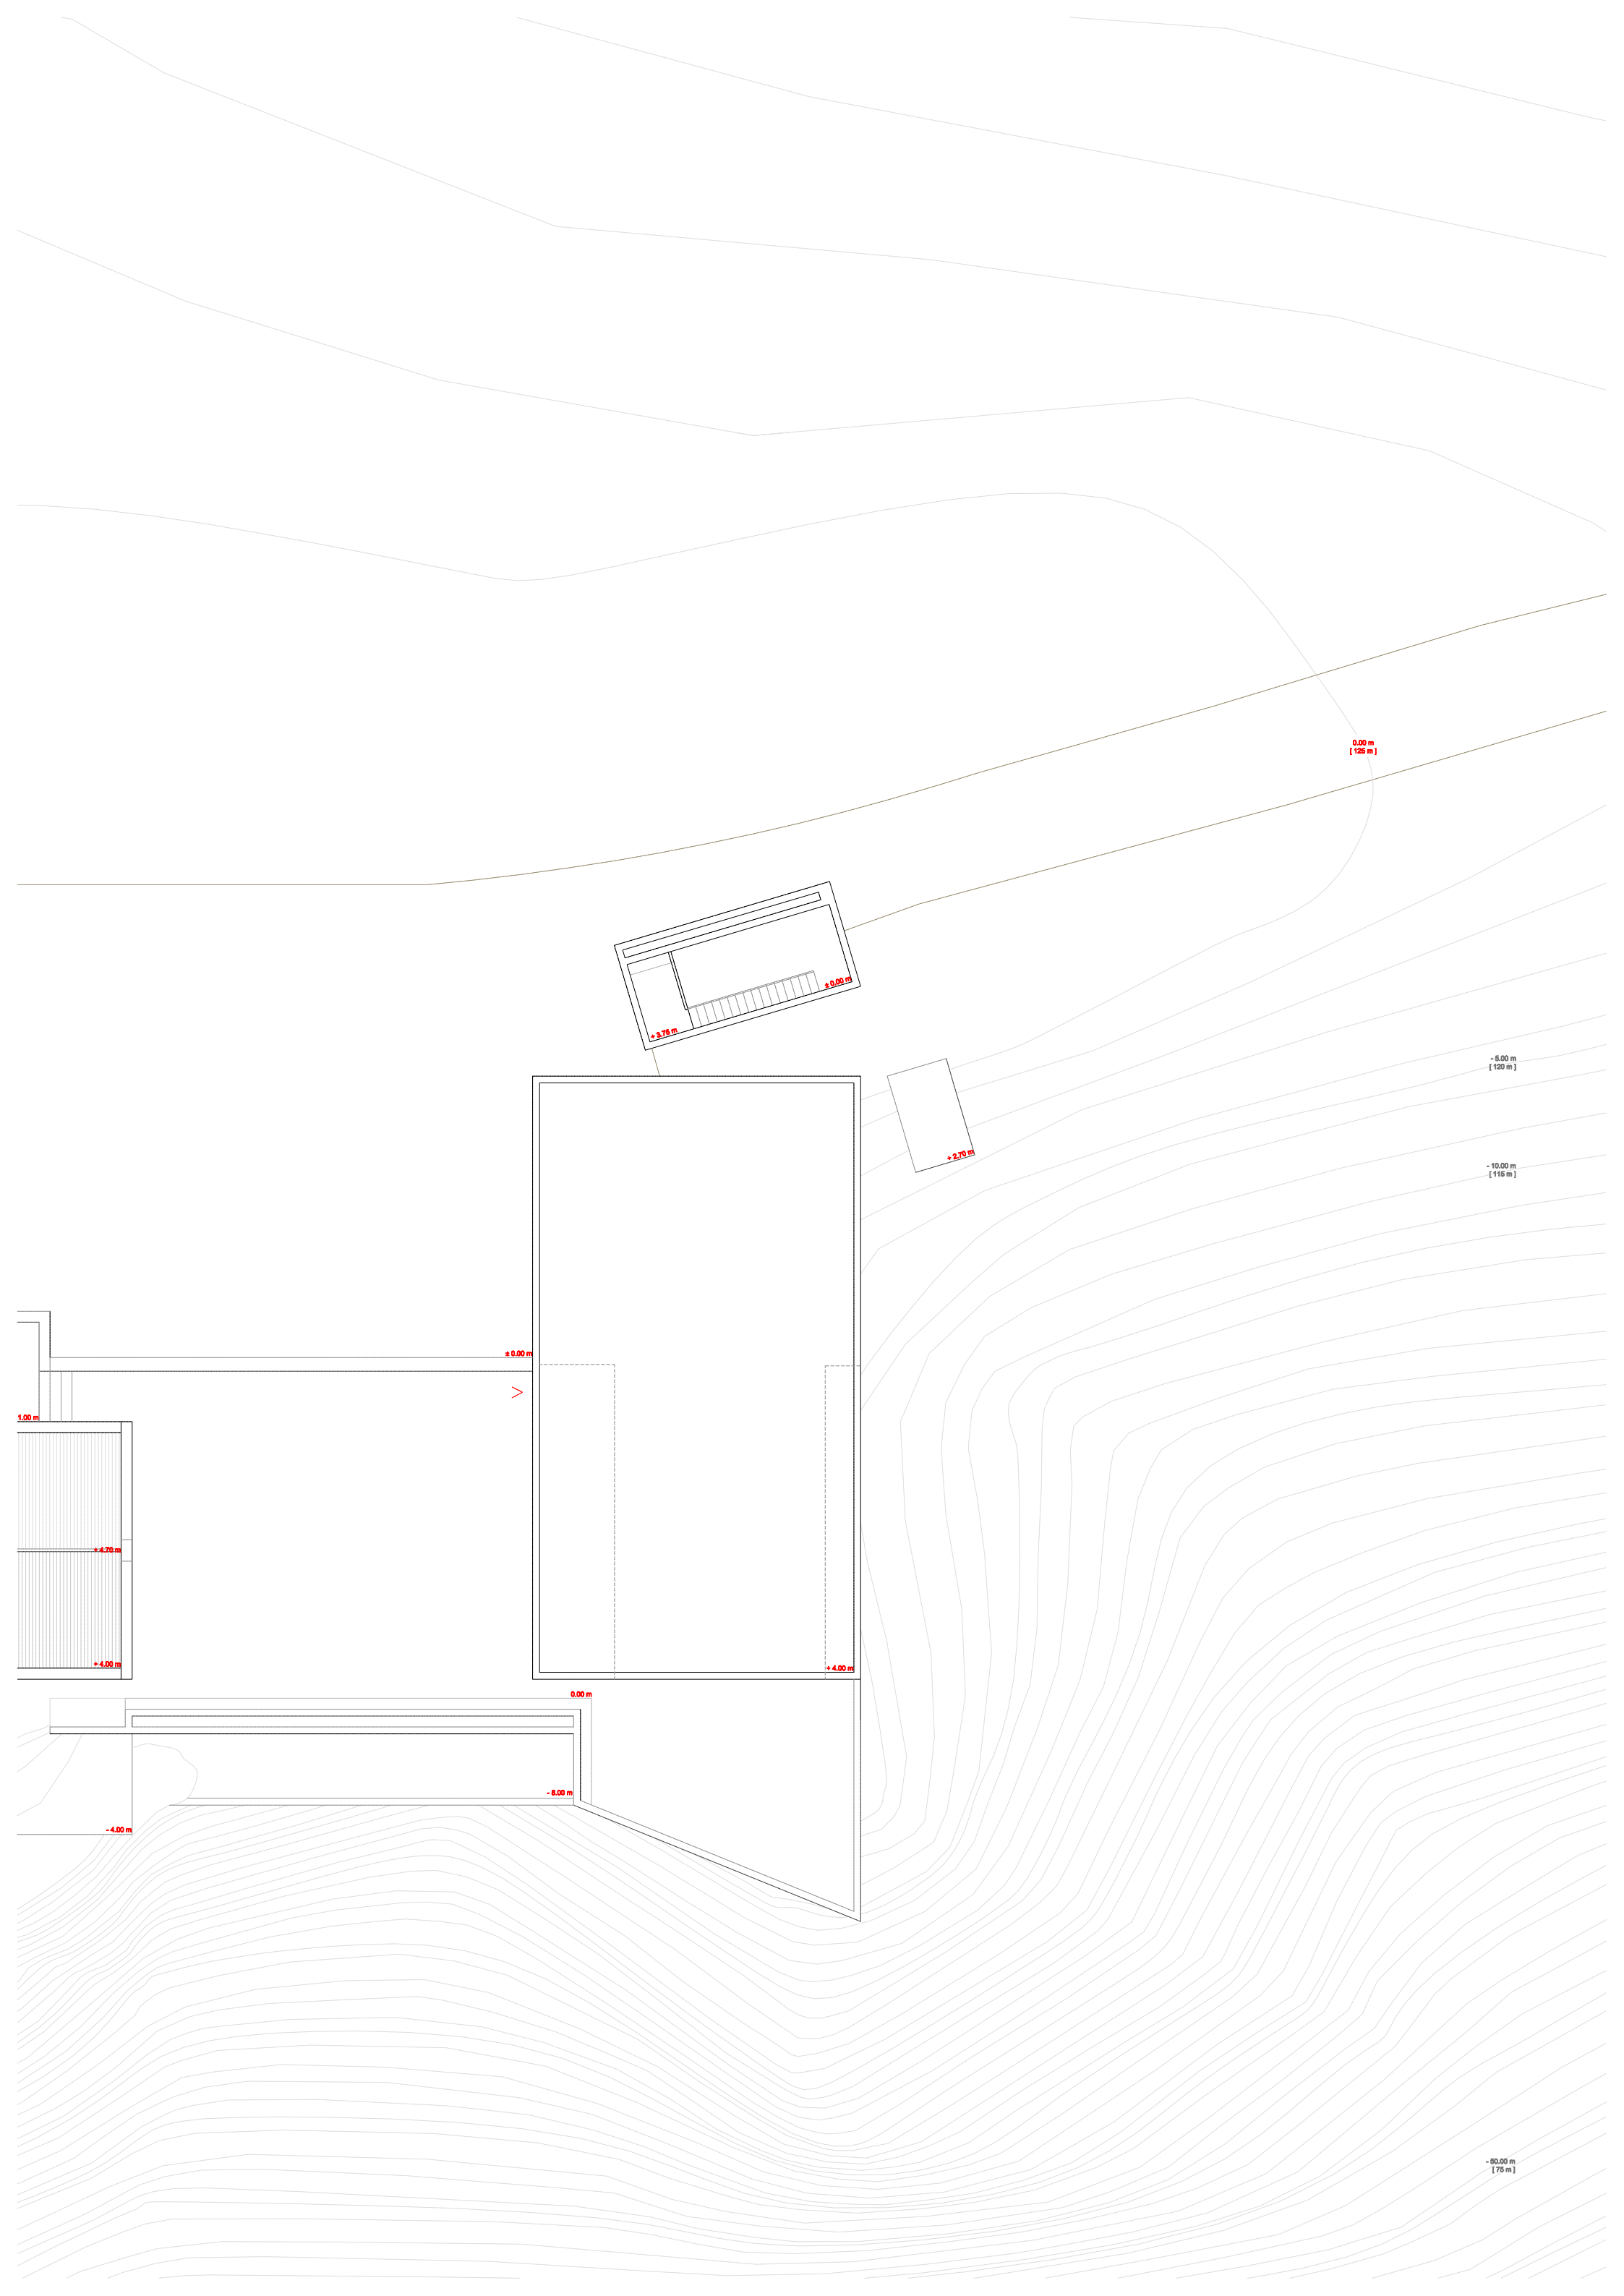 0.00 m
[ 125 m ]
± 0.00 m
+ 3.75 m
- 5.00 m
[ 120 m ]
+ 2.70 m
- 10.00 m
[ 115 m ]
± 0.00 m
1.00 m
+ 4.70 m
+ 4.00 m
+ 4.00 m
0.00 m
- 5.00 m
- 4.00 m
- 50.00 m
[ 75 m ]